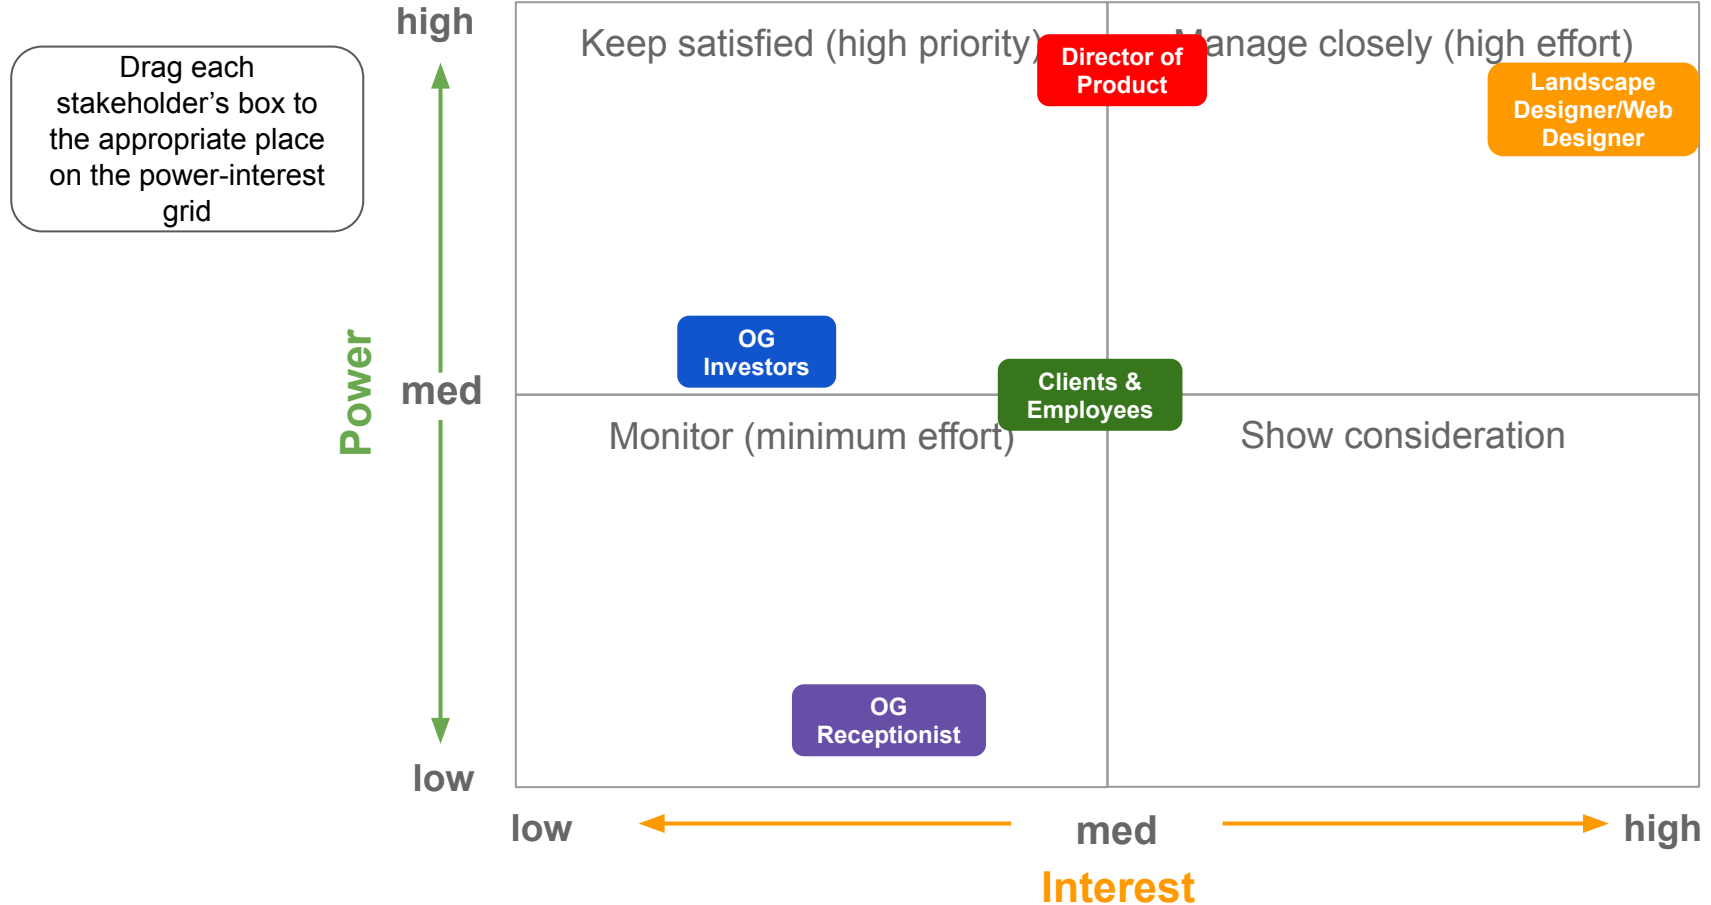 high
Keep satisfied (high priority)
Manage closely (high effort)
Drag each
stakeholder’s box to
the appropriate place
on the power-interest
grid
Director of
Product
Landscape
Designer/Web
Designer
Power
med
OG
Investors
Clients &
Employees
Monitor (minimum effort)
Show consideration
OG
Receptionist
low
low
med
high
Interest